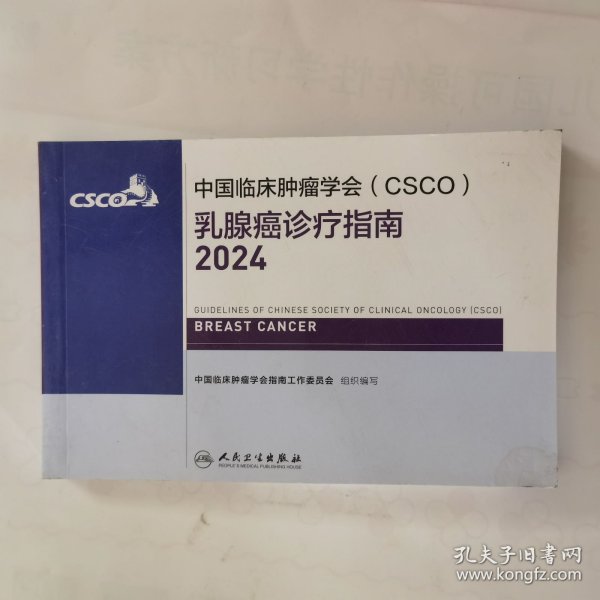 CSCO
中国临床肿瘤学会（CSCO）
乳腺癌诊疗指南
2024
GUIDELINES OF CHINESE SOCIETY OF CLINICAL ONCOLOGY (CSCO)
BREAST CANCER
中国临床肿瘤学会指南工作委员会 组织编写
人民卫生出版社
PEOPLE'S MEDICAL PUBLISHING HOUSE
孔夫子旧书网
www.kongfz.com